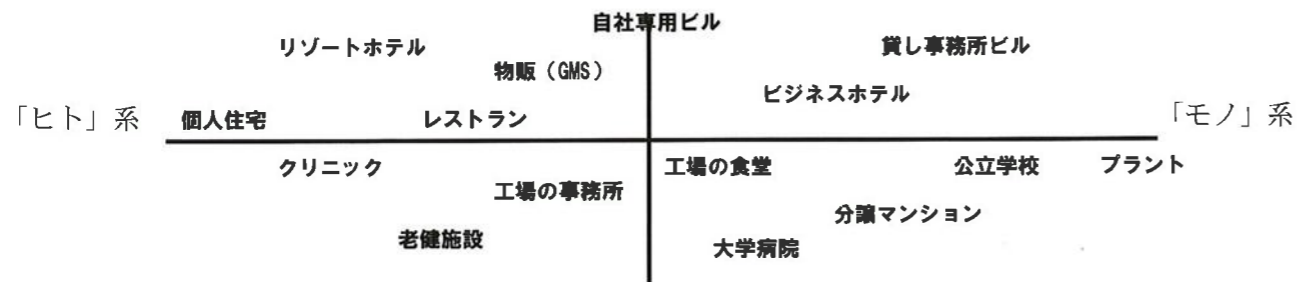 自社専用ビル
リゾートホテル
貸し事務所ビル
物販（GMS）
ビジネスホテル
「ヒト」系
個人住宅
レストラン
「モノ」系
クリニック
工場の食堂
公立学校
プラント
工場の事務所
分譲マンション
老健施設
大学病院